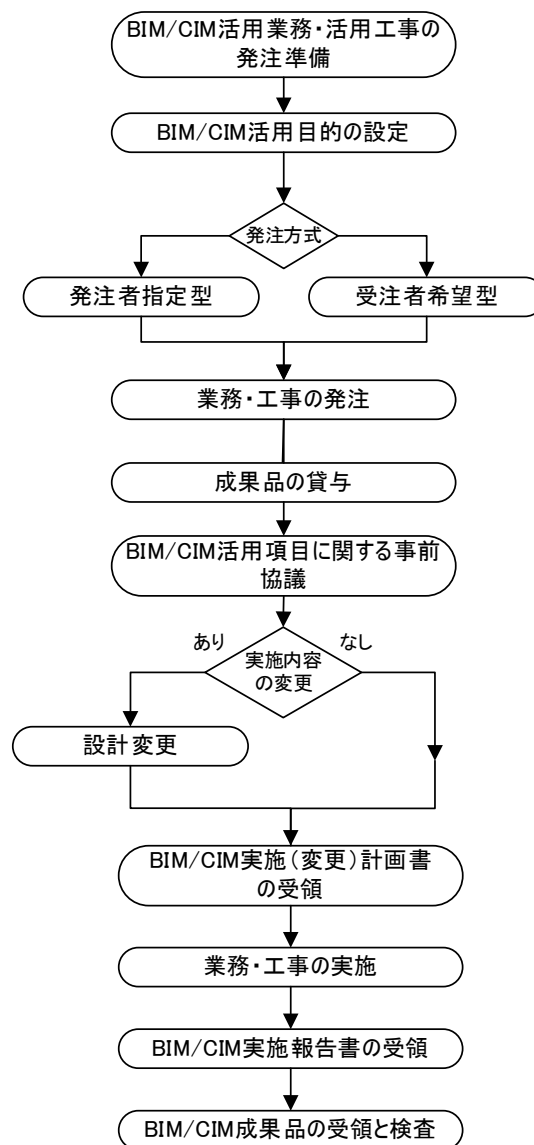 BIM/CIM活用業務・活用工事の
発注準備
BIM/CIM活用目的の設定
発注方式
発注者指定型
受注者希望型
業務・工事の発注
成果品の貸与
BIM/CIM活用項目に関する事前
協議
あり
なし
実施内容
の変更
設計変更
BIM/CIM実施(変更)計画書
の受領
業務・工事の実施
BIM/CIM実施報告書の受領
BIM/CIM成果品の受領と検査